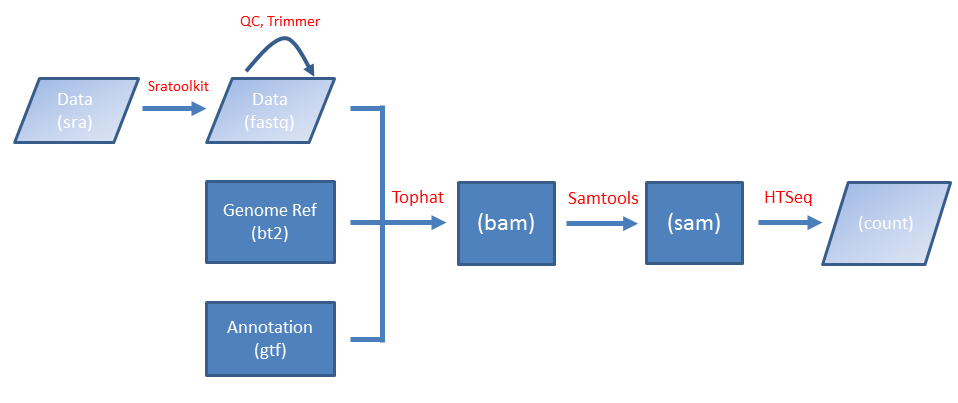 QC, Trimmer
Data
(sra)
Sratoolkit
Data
(fastq)
Genome Ref
(bt2)
Annotation
(gtf)
Tophat
(bam)
Samtools
(sam)
HTSeq
(count)